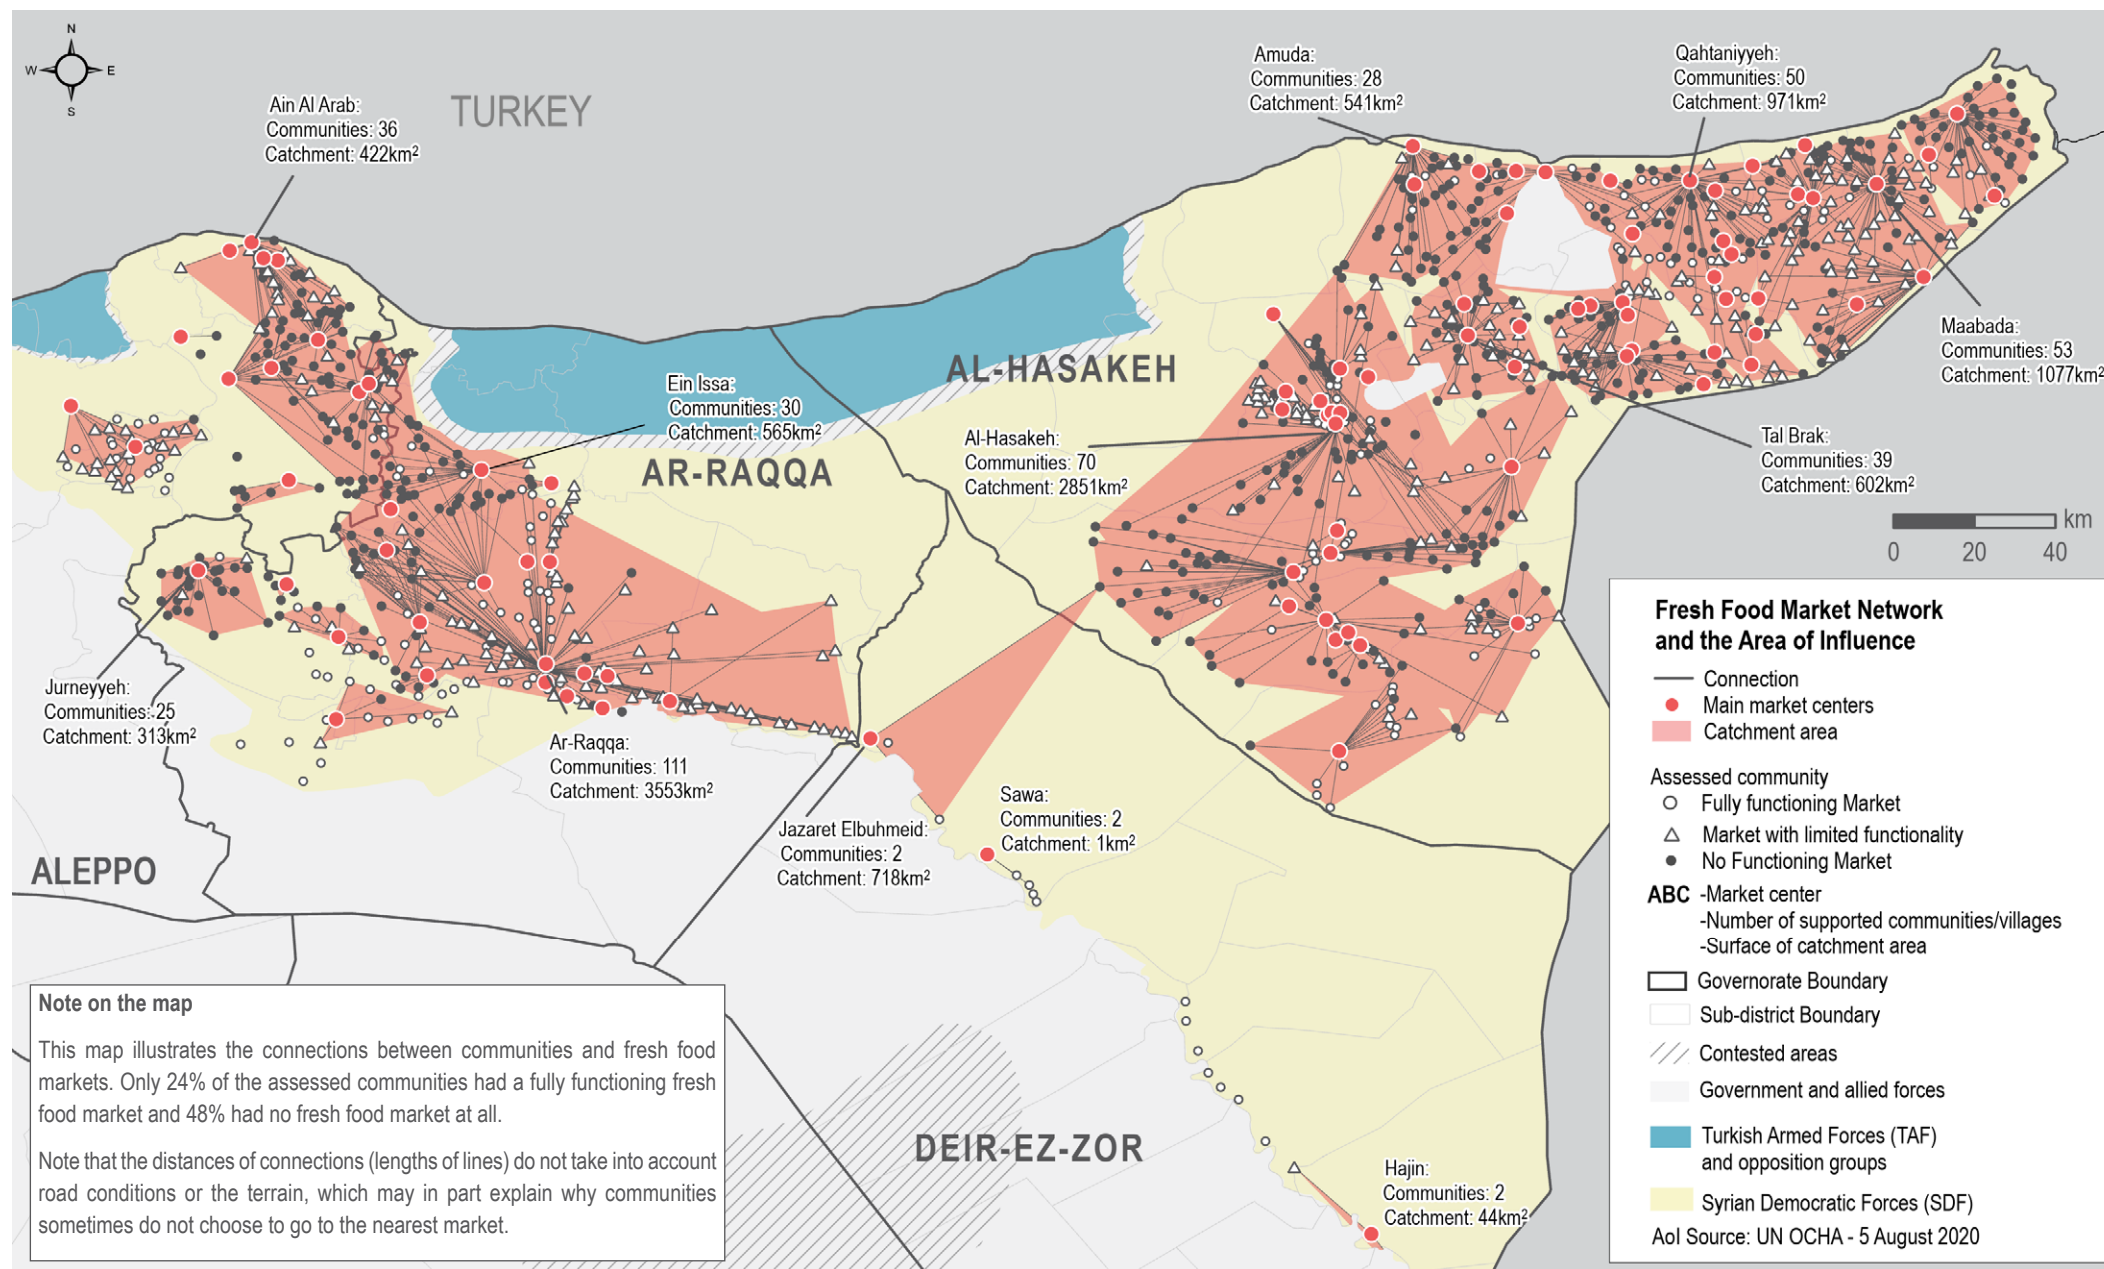 N
W
E
S
TURKEY
Ain Al Arab:
Communities: 36
Catchment: 422km²
Amuda:
Communities: 28
Catchment: 541km²
Qahtaniyyeh:
Communities: 50
Catchment: 971km²
Maabada:
Communities: 53
Catchment: 1077km²
AL-HASAKEH
Ein Issa:
Communities: 30
Catchment: 565km²
AR-RAQQA
Al-Hasakeh:
Communities: 70
Catchment: 2851km²
Tal Brak:
Communities: 39
Catchment: 602km²
km
0 20 40
Jurneyyeh:
Communities: 25
Catchment: 313km²
Ar-Raqqa:
Communities: 111
Catchment: 3553km²
Jazaret Elbuhmeid:
Communities: 2
Catchment: 718km²
Sawa:
Communities: 2
Catchment: 1km²
ALEPPO
DEIR-EZ-ZOR
Hajin:
Communities: 2
Catchment: 44km²
Note on the map
This map illustrates the connections between communities and fresh food
markets. Only 24% of the assessed communities had a fully functioning fresh
food market and 48% had no fresh food market at all.
Note that the distances of connections (lengths of lines) do not take into account
road conditions or the terrain, which may in part explain why communities
sometimes do not choose to go to the nearest market.
Fresh Food Market Network
and the Area of Influence
Connection
Main market centers
Catchment area
Assessed community
Fully functioning Market
Market with limited functionality
No Functioning Market
ABC -Market center
-Number of supported communities/villages
-Surface of catchment area
Governorate Boundary
Sub-district Boundary
Contested areas
Government and allied forces
Turkish Armed Forces (TAF)
and opposition groups
Syrian Democratic Forces (SDF)
AoI Source: UN OCHA - 5 August 2020